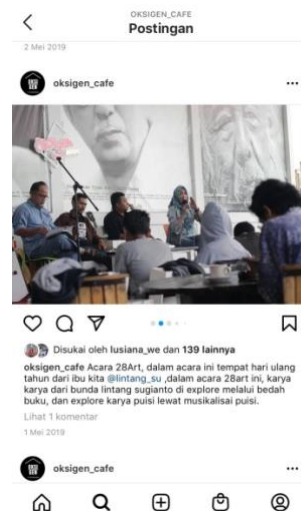 OKSIGEN_CAFE
Postingan
2 Mei 2019
oksigen_cafe
Disukai oleh lusiana_we dan 139 lainnya
oksigen_cafe Acara 28Art, dalam acara ini tempat hari ulang
tahun dari ibu kita @lintang_su ,dalam acara 28art ini, karya
karya dari bunda lintang sugianto di explore melalui bedah
buku, dan explore karya puisi lewat musikalisai puisi.
Lihat 1 komentar
1 Mei 2019
oksigen_cafe